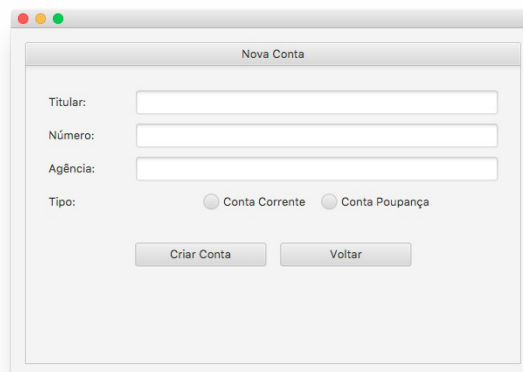 Nova Conta
Titular:
Número:
Agência:
Tipo: Conta Corrente Conta Poupança
Criar Conta Voltar